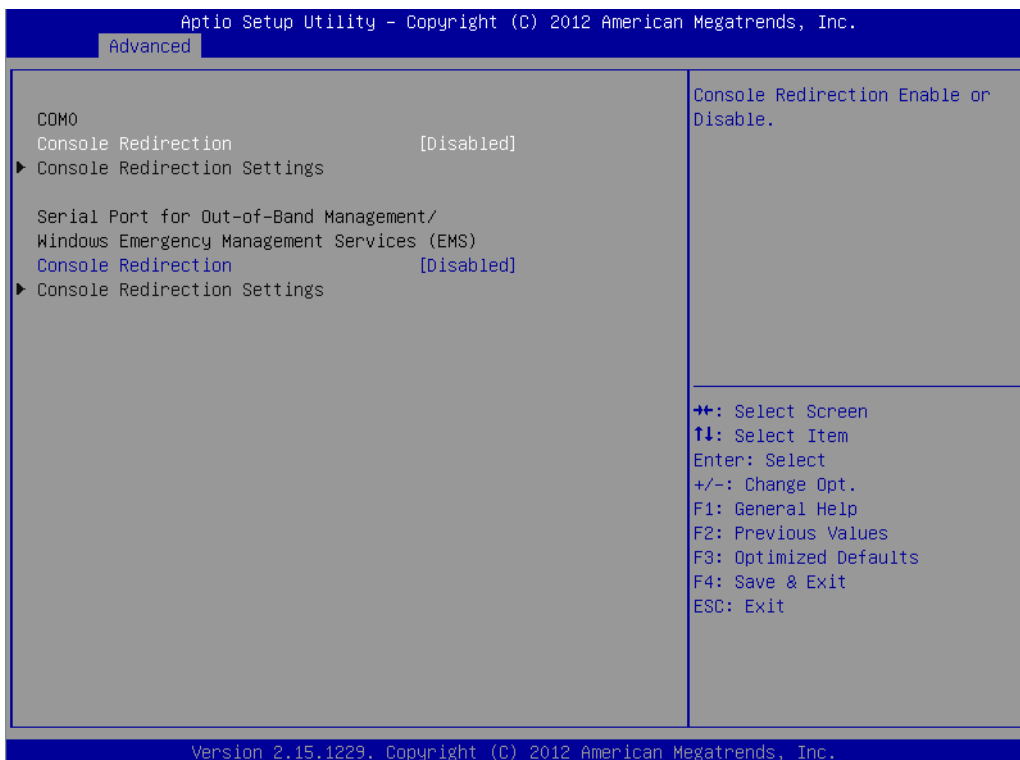 Aptio Setup Utility – Copyright (C) 2012 American Megatrends, Inc.
Advanced
COM0
Console Redirection [Disabled]
▶ Console Redirection Settings
Serial Port for Out-of-Band Management/
Windows Emergency Management Services (EMS)
Console Redirection [Disabled]
▶ Console Redirection Settings
Console Redirection Enable or
Disable.
→←: Select Screen
↑↓: Select Item
Enter: Select
+/-: Change Opt.
F1: General Help
F2: Previous Values
F3: Optimized Defaults
F4: Save & Exit
ESC: Exit
Version 2.15.1229. Copyright (C) 2012 American Megatrends, Inc.